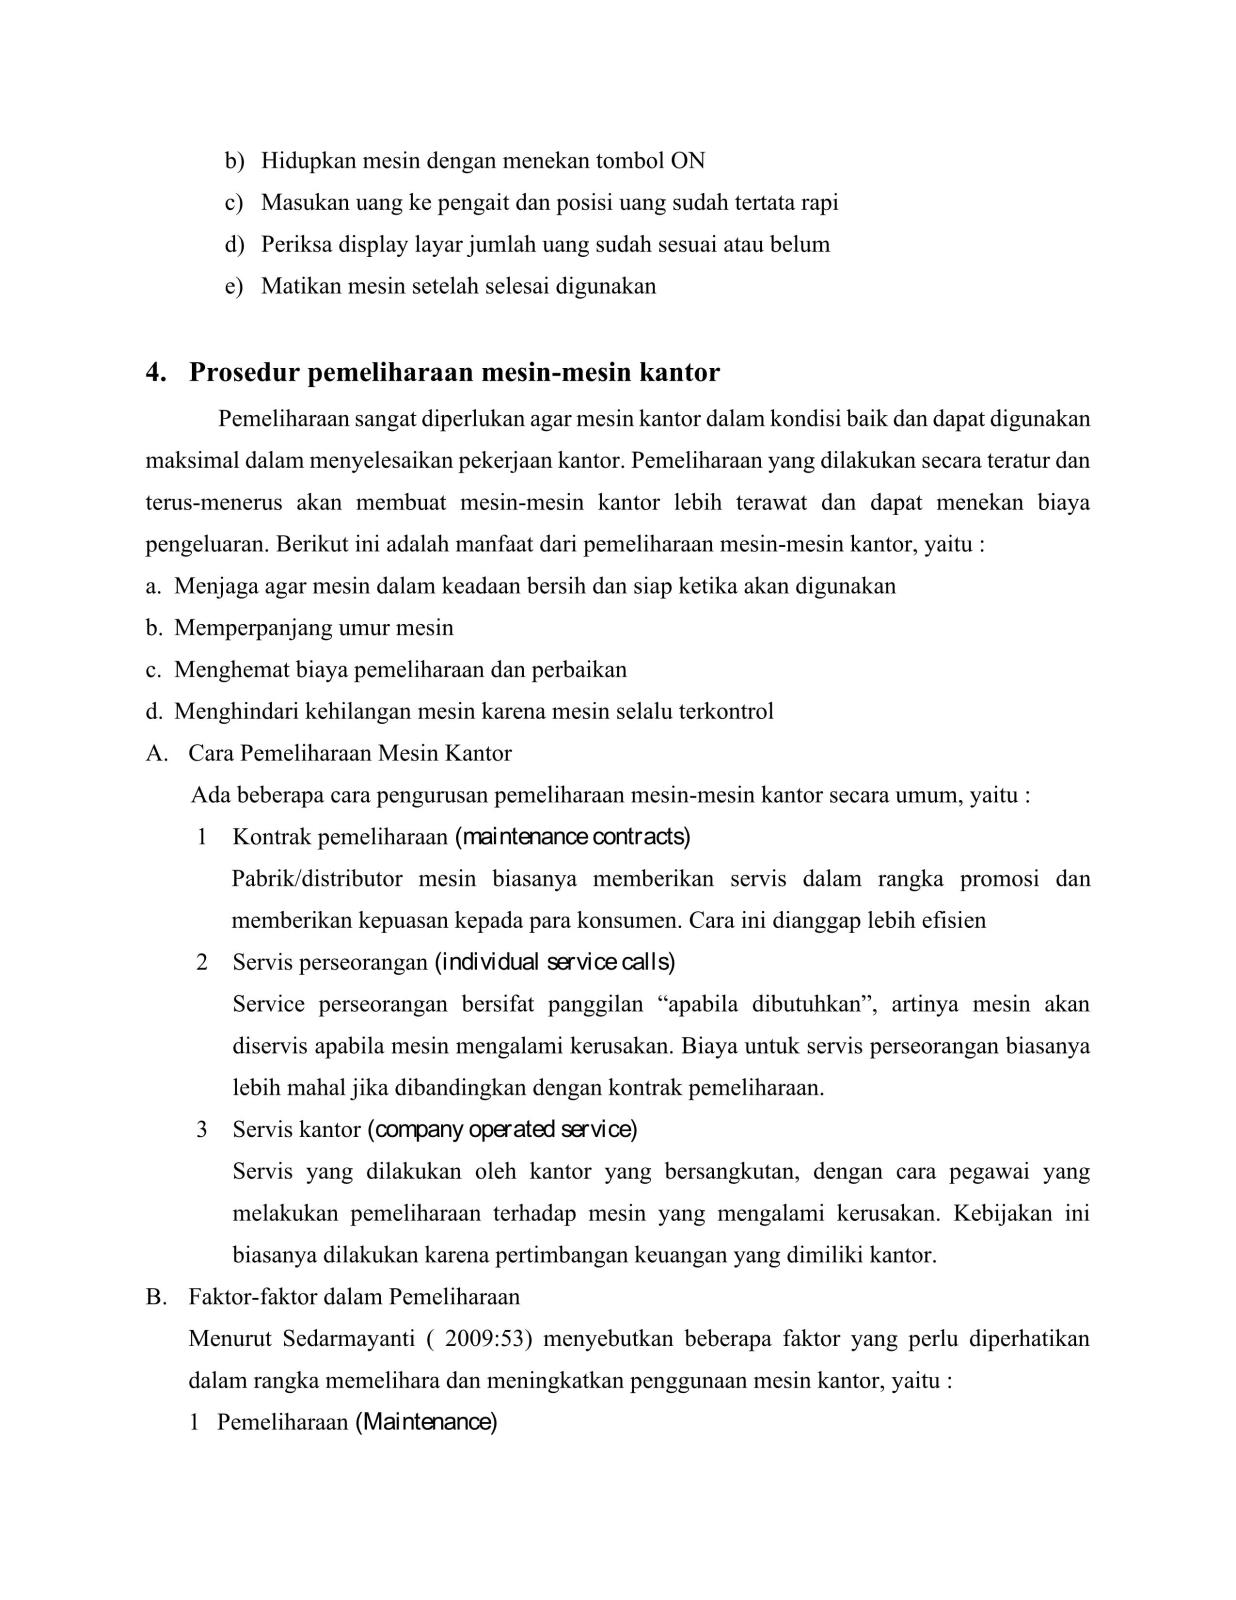 b) Hidupkan mesin dengan menekan tombol ON
c) Masukan uang ke pengait dan posisi uang sudah tertata rapi
d) Periksa display layar jumlah uang sudah sesuai atau belum
e) Matikan mesin setelah selesai digunakan
4. Prosedur pemeliharaan mesin-mesin kantor
Pemeliharaan sangat diperlukan agar mesin kantor dalam kondisi baik dan dapat digunakan
maksimal dalam menyelesaikan pekerjaan kantor. Pemeliharaan yang dilakukan secara teratur dan
terus-menerus akan membuat mesin-mesin kantor lebih terawat dan dapat menekan biaya
pengeluaran. Berikut ini adalah manfaat dari pemeliharaan mesin-mesin kantor, yaitu :
a. Menjaga agar mesin dalam keadaan bersih dan siap ketika akan digunakan
b. Memperpanjang umur mesin
c. Menghemat biaya pemeliharaan dan perbaikan
d. Menghindari kehilangan mesin karena mesin selalu terkontrol
A. Cara Pemeliharaan Mesin Kantor
Ada beberapa cara pengurusan pemeliharaan mesin-mesin kantor secara umum, yaitu :
1 Kontrak pemeliharaan (maintenance contracts)
Pabrik/distributor mesin biasanya memberikan servis dalam rangka promosi dan
memberikan kepuasan kepada para konsumen. Cara ini dianggap lebih efisien
2 Servis perseorangan (individual service calls)
Service perseorangan bersifat panggilan “apabila dibutuhkan”, artinya mesin akan
diservis apabila mesin mengalami kerusakan. Biaya untuk servis perseorangan biasanya
lebih mahal jika dibandingkan dengan kontrak pemeliharaan.
3 Servis kantor (company operated service)
Servis yang dilakukan oleh kantor yang bersangkutan, dengan cara pegawai yang
melakukan pemeliharaan terhadap mesin yang mengalami kerusakan. Kebijakan ini
biasanya dilakukan karena pertimbangan keuangan yang dimiliki kantor.
B. Faktor-faktor dalam Pemeliharaan
Menurut Sedarmayanti ( 2009:53) menyebutkan beberapa faktor yang perlu diperhatikan
dalam rangka memelihara dan meningkatkan penggunaan mesin kantor, yaitu :
1 Pemeliharaan (Maintenance)